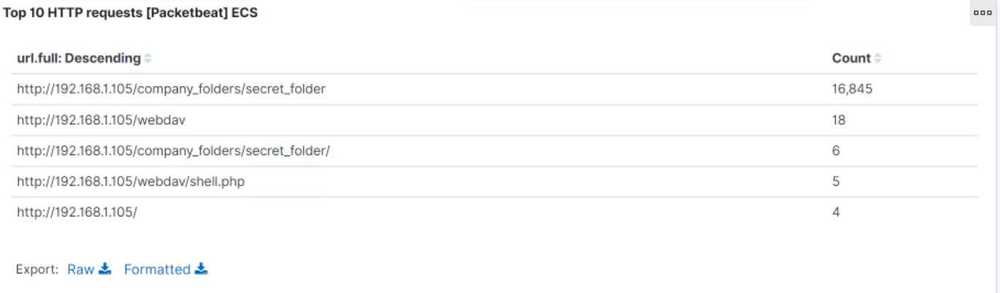 Top 10 HTTP requests [Packetbeat] ECS
url.full: Descending Count
http://192.168.1.105/company_folders/secret_folder 16,845
http://192.168.1.105/webdav 18
http://192.168.1.105/company_folders/secret_folder/ 6
http://192.168.1.105/webdav/shell.php 5
http://192.168.1.105/ 4
Export: Raw Formatted